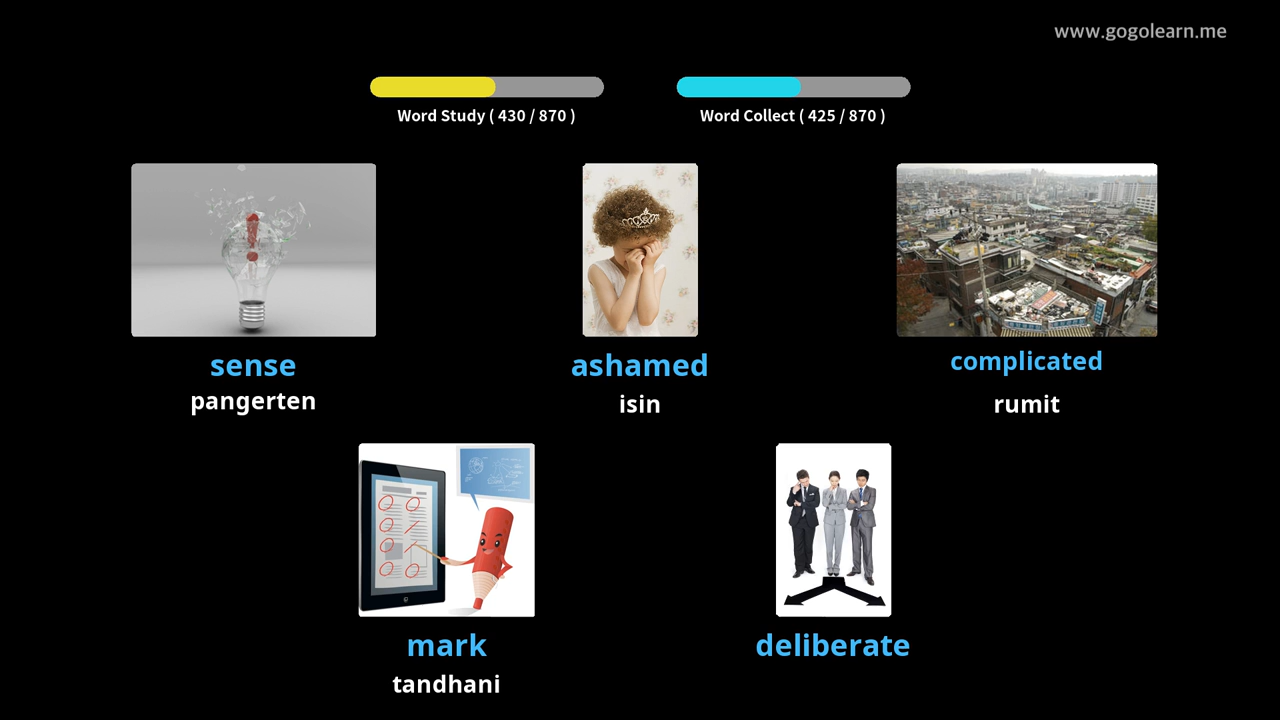 www.gogolearn.me
Word Study ( 430 / 870 )
Word Collect ( 425 / 870 )
sense
pangerten
ashamed
isin
complicated
rumit
mark
tandhani
deliberate